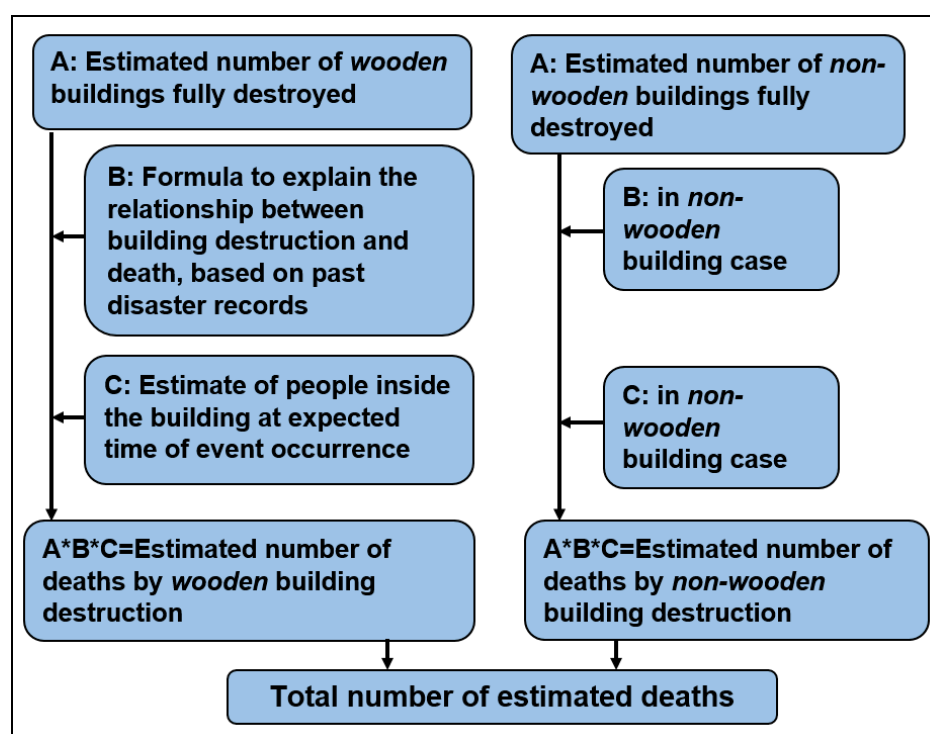 A: Estimated number of wooden
buildings fully destroyed
B: Formula to explain the
relationship between
building destruction and
death, based on past
disaster records
C: Estimate of people inside
the building at expected
time of event occurrence
A*B*C=Estimated number of
deaths by wooden building
destruction
A: Estimated number of non-
wooden buildings fully
destroyed
B: in non-
wooden
building case
C: in non-
wooden
building case
A*B*C=Estimated number of
deaths by non-wooden
building destruction
Total number of estimated deaths